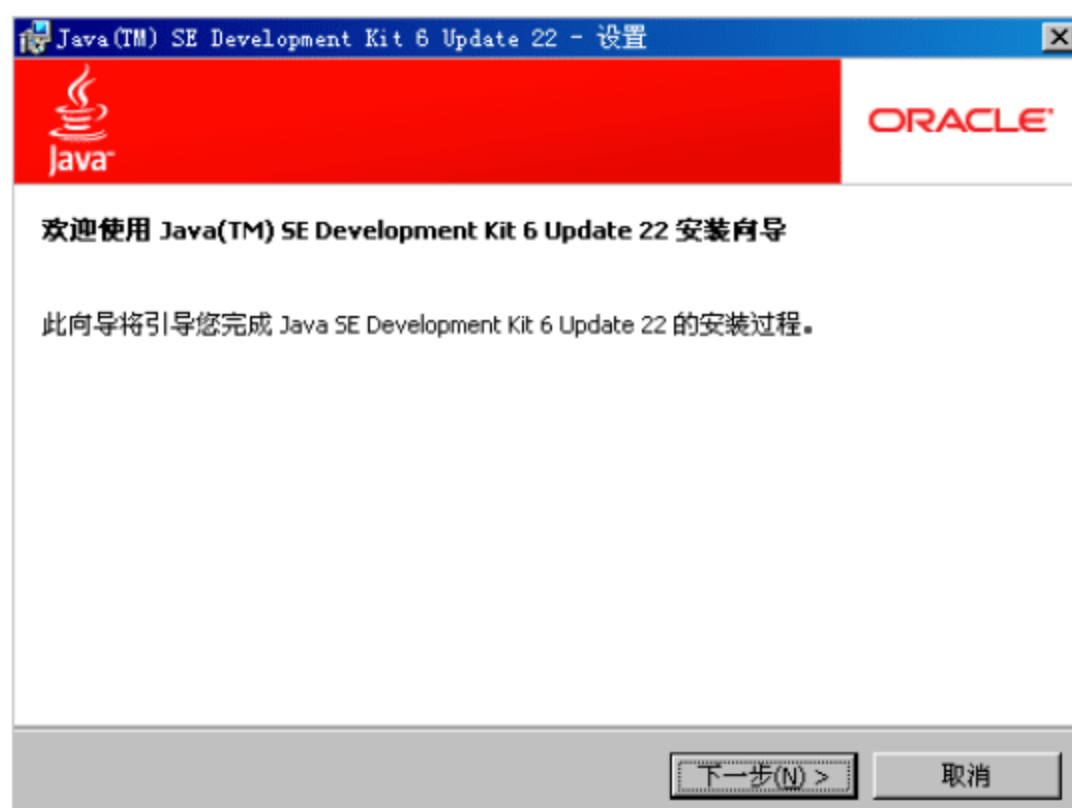 Java(TM) SE Development Kit 6 Update 22 - 设置
Java
ORACLE
欢迎使用 Java(TM) SE Development Kit 6 Update 22 安装向导
此向导将引导您完成 Java SE Development Kit 6 Update 22 的安装过程。
下一步(N) > 取消